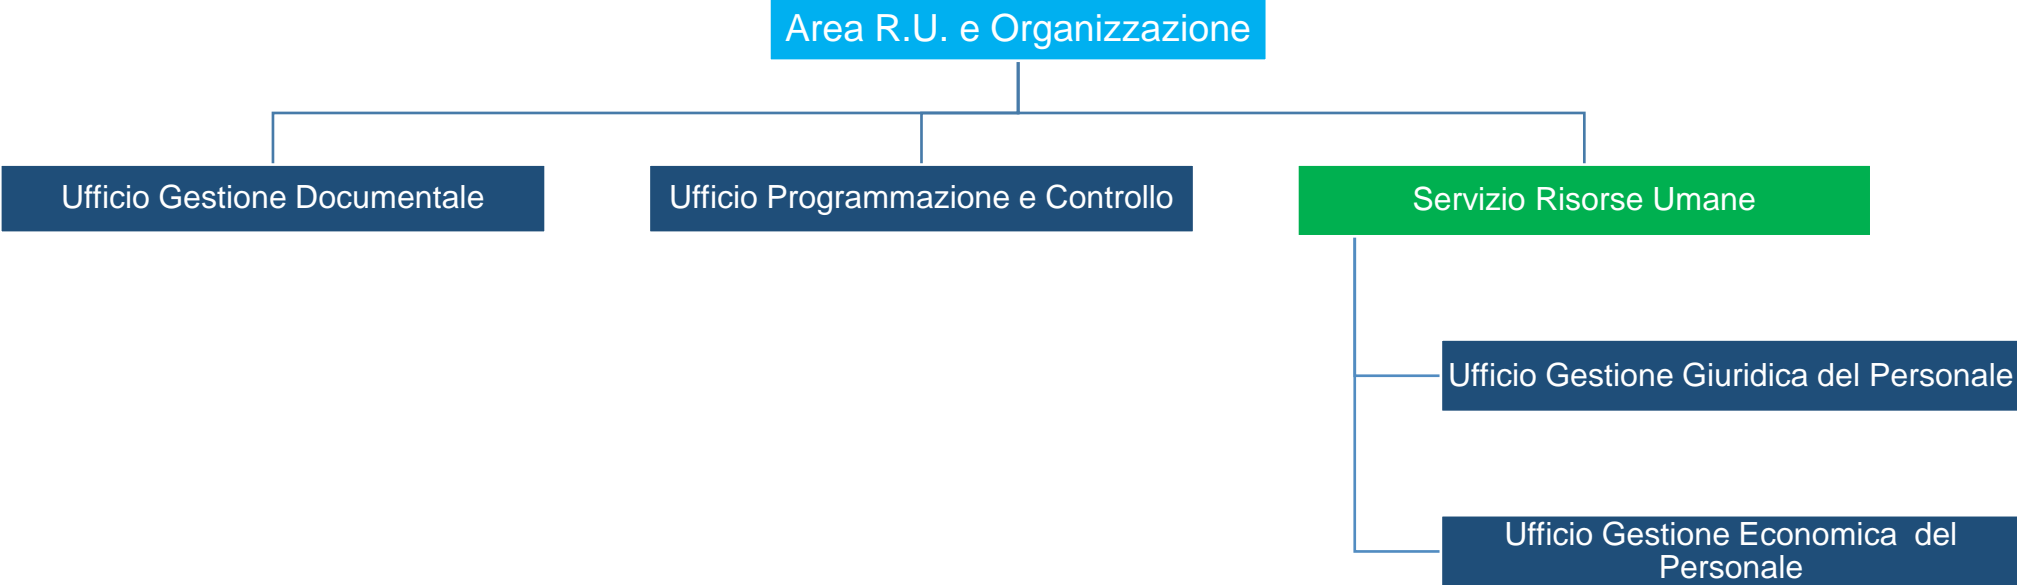 Area R.U. e Organizzazione
Ufficio Gestione Documentale
Ufficio Programmazione e Controllo
Servizio Risorse Umane
Ufficio Gestione Giuridica del Personale
Ufficio Gestione Economica  del
Personale